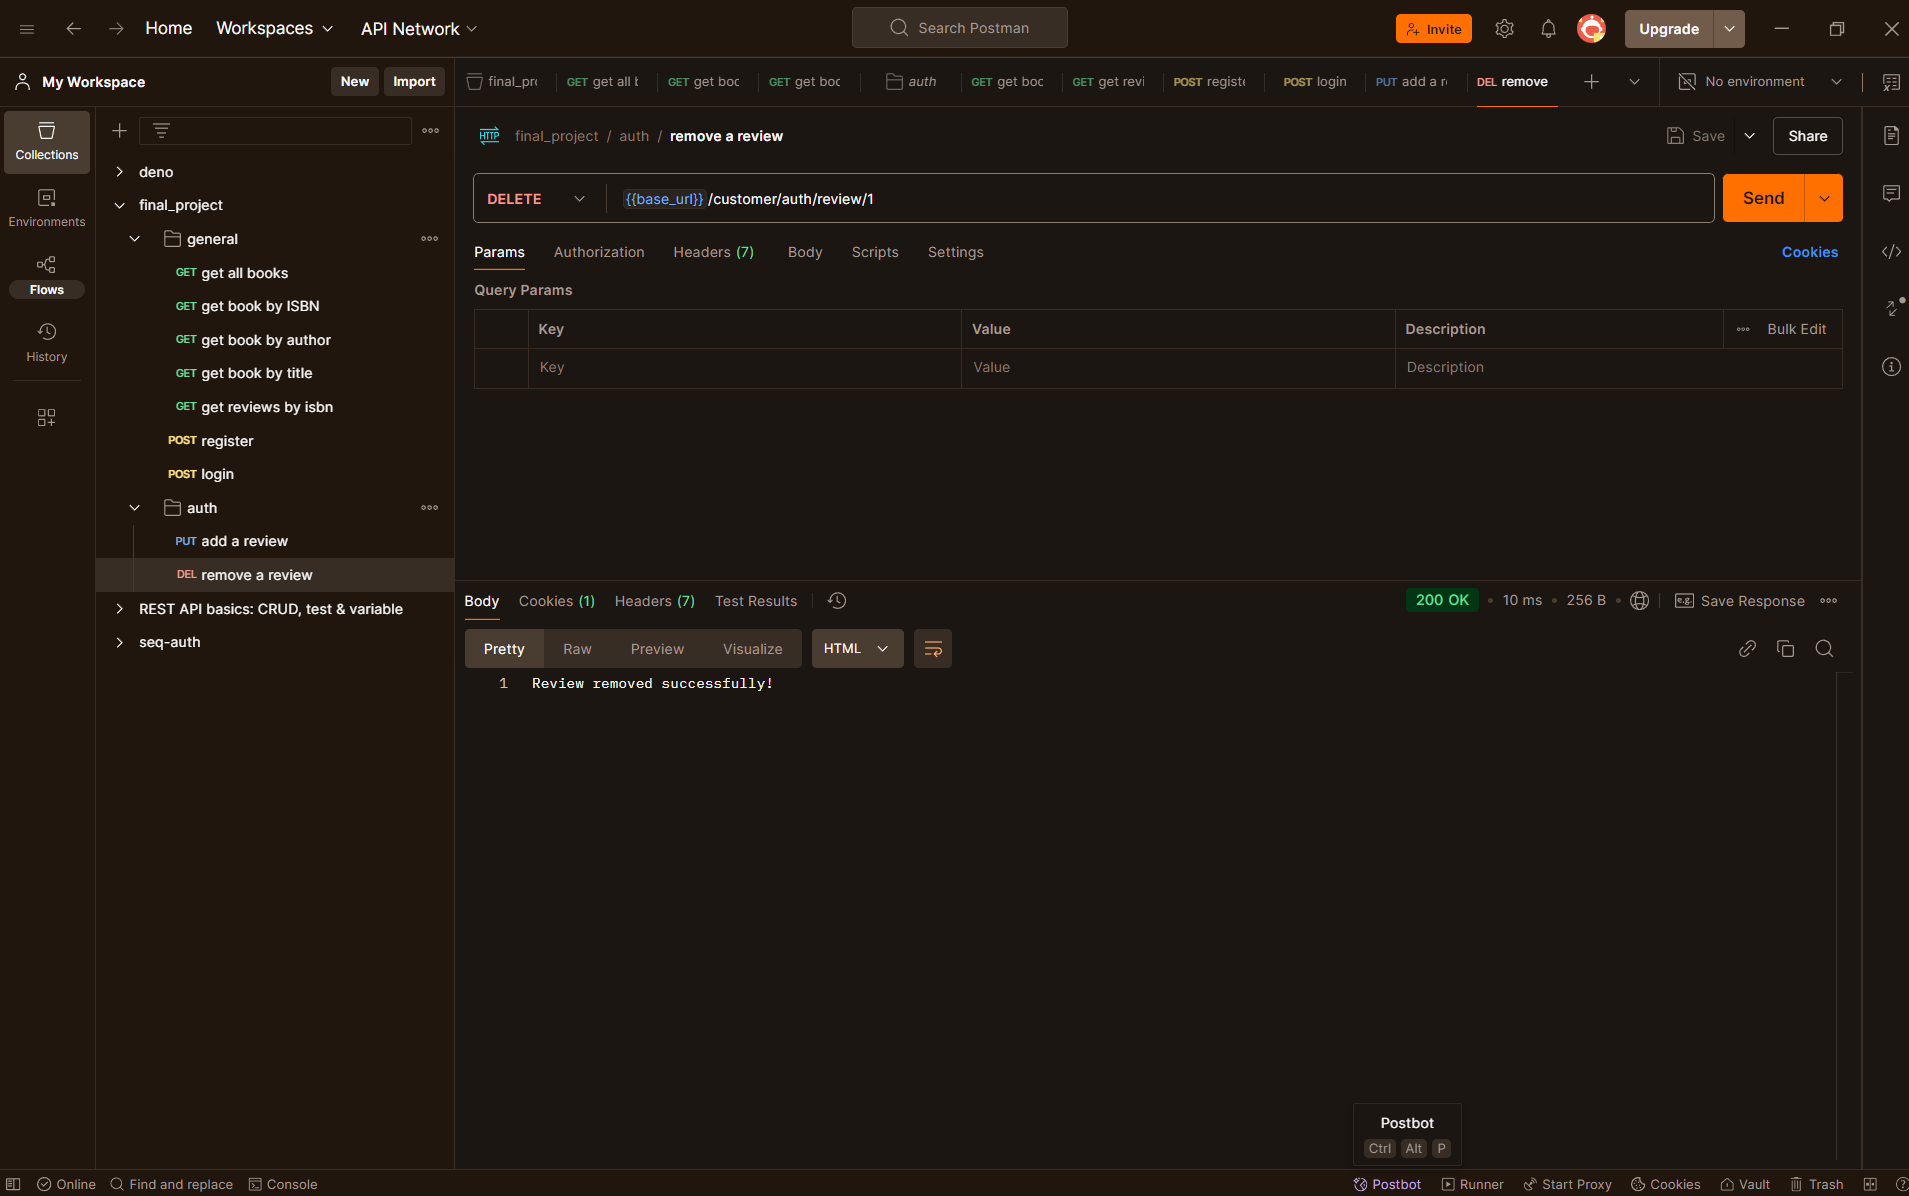 Home Workspaces API Network Search Postman Invite Upgrade
My Workspace New Import final_pro GET get all b GET get boo GET get boo auth GET get boo GET get revi POST registe POST login PUT add a r DEL remove No environment
Collections
Environments
Flows
History
deno
final_project
general
GET get all books
GET get book by ISBN
GET get book by author
GET get book by title
GET get reviews by isbn
POST register
POST login
auth
PUT add a review
DEL remove a review
REST API basics: CRUD, test & variable
seq-auth
HTTP final_project / auth / remove a review Save Share
DELETE {{base_url}} /customer/auth/review/1 Send
Params Authorization Headers (7) Body Scripts Settings Cookies
Query Params
Key Value Description Bulk Edit
Key Value Description
Body Cookies (1) Headers (7) Test Results 200 OK • 10 ms • 256 B • e.g. Save Response
Pretty Raw Preview Visualize HTML
1 Review removed successfully!
Postbot
Ctrl Alt P
Online Find and replace Console Postbot Runner Start Proxy Cookies Vault Trash